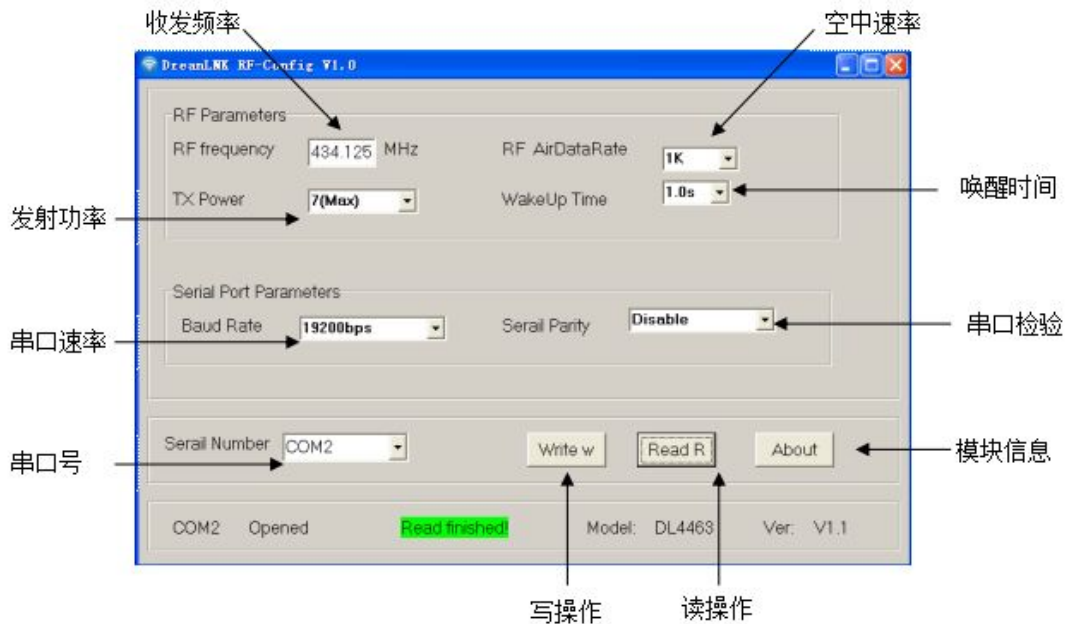 收发频率 空中速率
DreamLNK RF-Config V1.0
RF Parameters
RF frequency 434.125 MHz RF AirDataRate 1K
TX Power 7(Max) WakeUp Time 1.0s
唤醒时间
发射功率
Serial Port Parameters
Baud Rate 19200bps Serail Parity Disable
串口速率 串口检验
Serail Number COM2 Write w Read R About
串口号 模块信息
COM2 Opened Read finished! Model: DL4463 Ver: V1.1
写操作 读操作